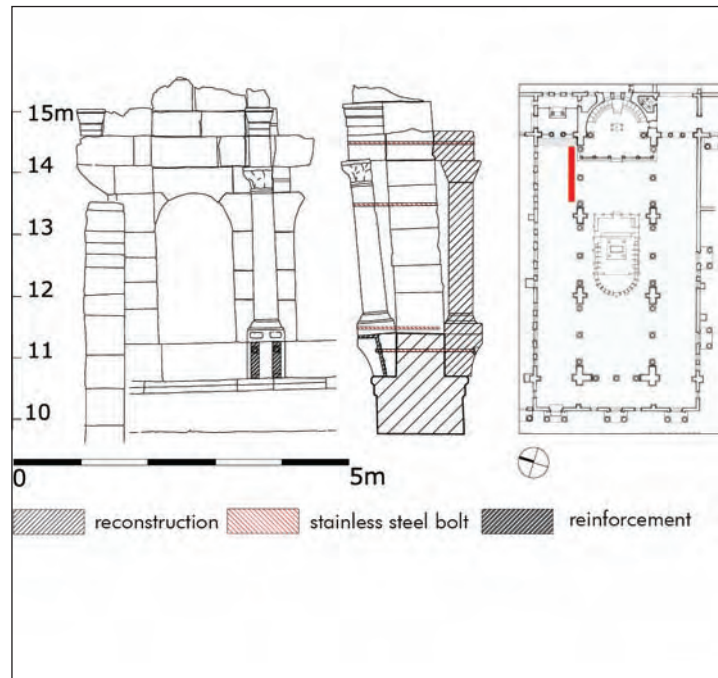 15m
14
13
12
11
10
0 5m
reconstruction stainless steel bolt reinforcement